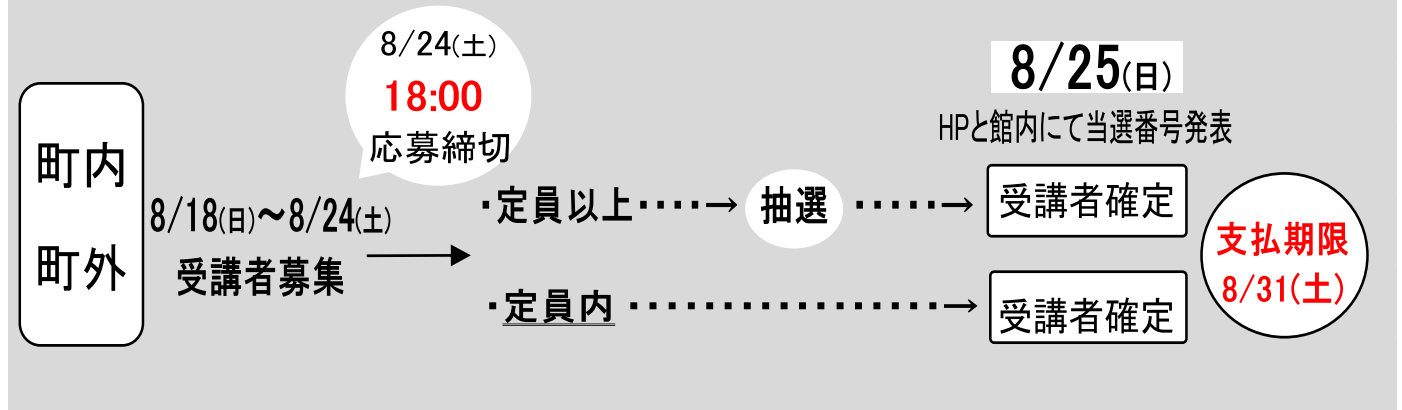 町内
町外
8/18(日)～8/24(土)
受講者募集
8/24(土)
18:00
応募締切
・定員以上・・・・→ 抽選 ・・・・・→ 受講者確定
・定員内 ・・・・・・・・・・・・・・・・・→ 受講者確定
8/25(日)
HPと館内にて当選番号発表
支払期限
8/31(土)